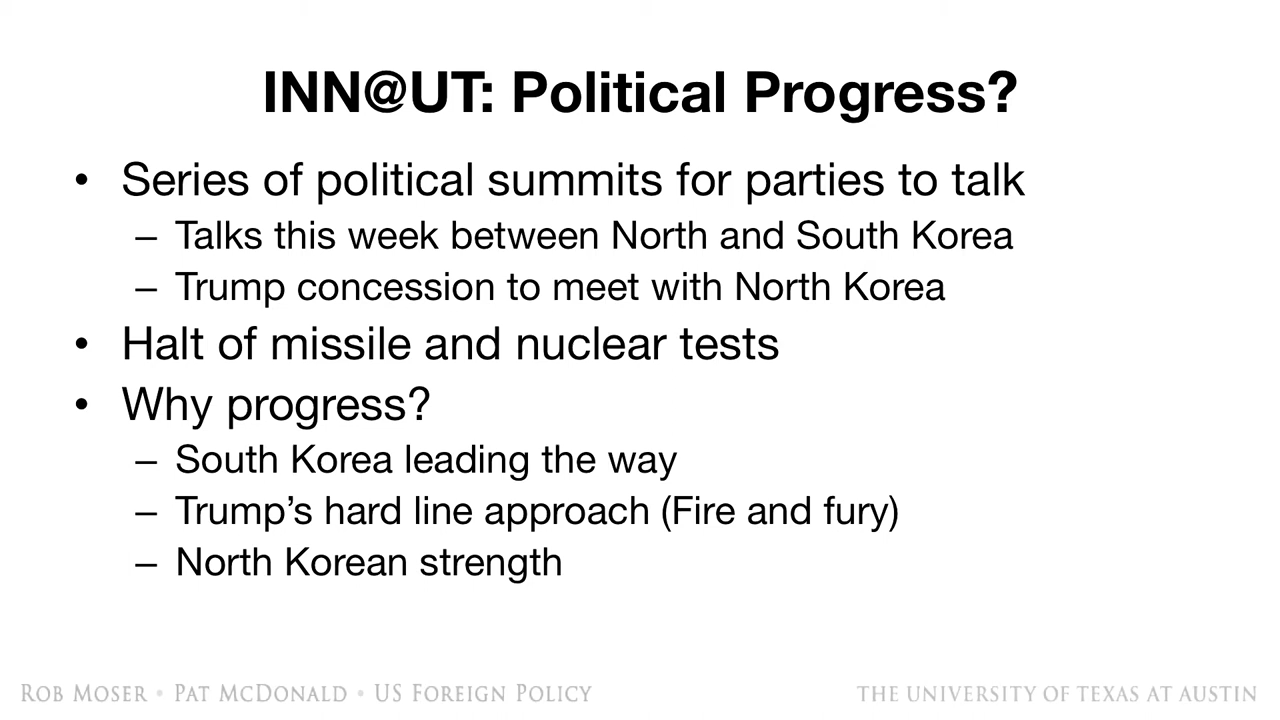 INN@UT: Political Progress?
• Series of political summits for parties to talk
– Talks this week between North and South Korea
– Trump concession to meet with North Korea
• Halt of missile and nuclear tests
• Why progress?
– South Korea leading the way
– Trump’s hard line approach (Fire and fury)
– North Korean strength
ROB MOSER • PAT MCDONALD • US FOREIGN POLICY
THE UNIVERSITY OF TEXAS AT AUSTIN